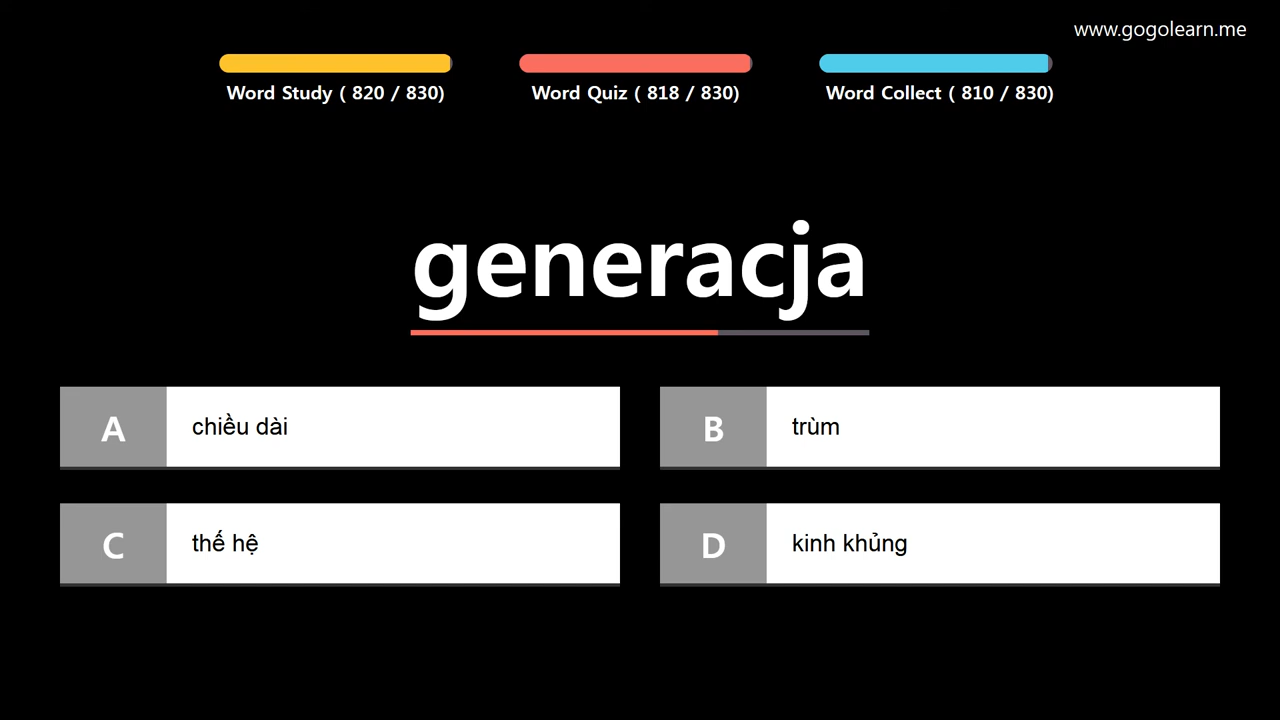 www.gogolearn.me
Word Study ( 820 / 830)
Word Quiz ( 818 / 830)
Word Collect ( 810 / 830)
generacja
A
chiều dài
B
trùm
C
thế hệ
D
kinh khủng